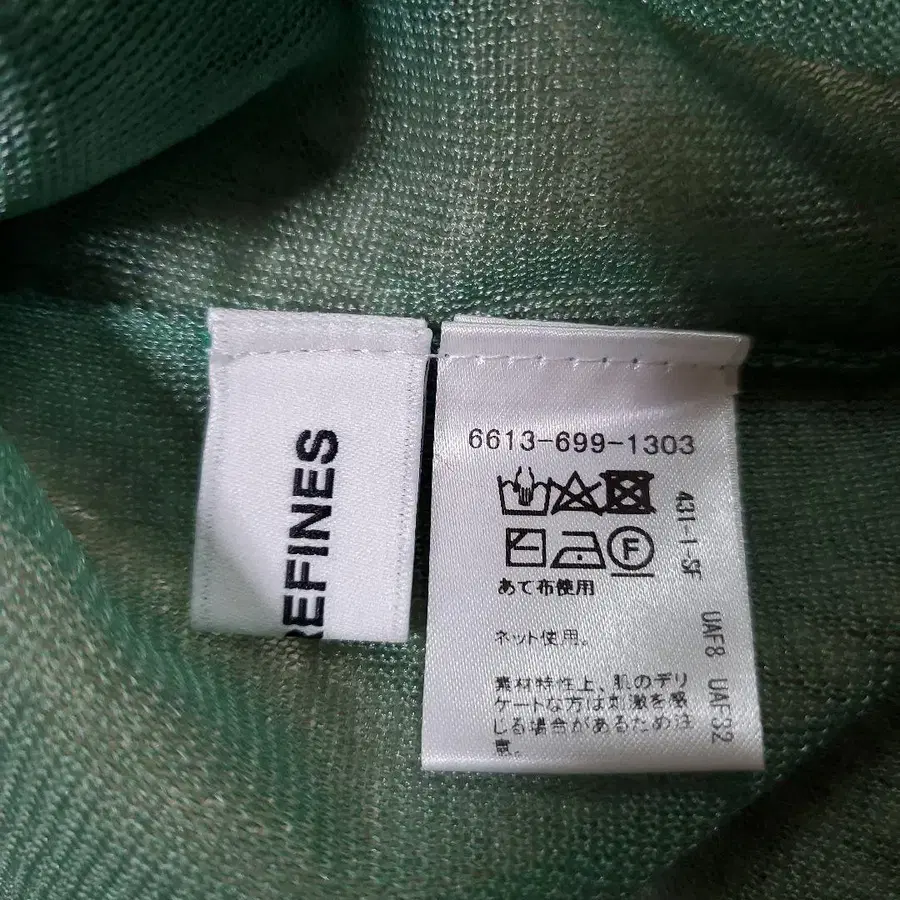 REFINES
6613-699-1303
F
あて布使用
ネット使用。
素材特性上、肌のデリ
ケートな方は刺激を感
じる場合があるため注
意。
431-1-SF UAF8 UAF32